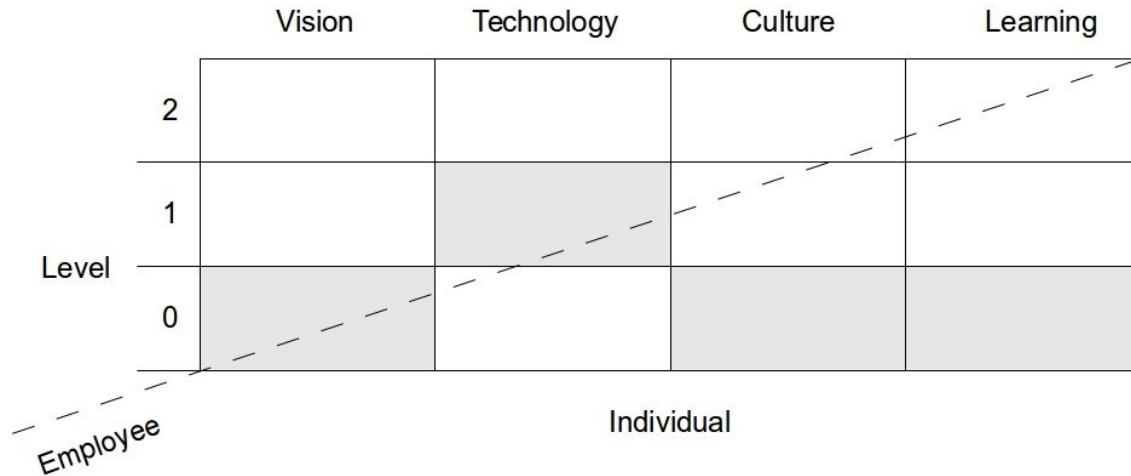 Vision Technology Culture Learning
2
1
Level
0
Employee
Individual